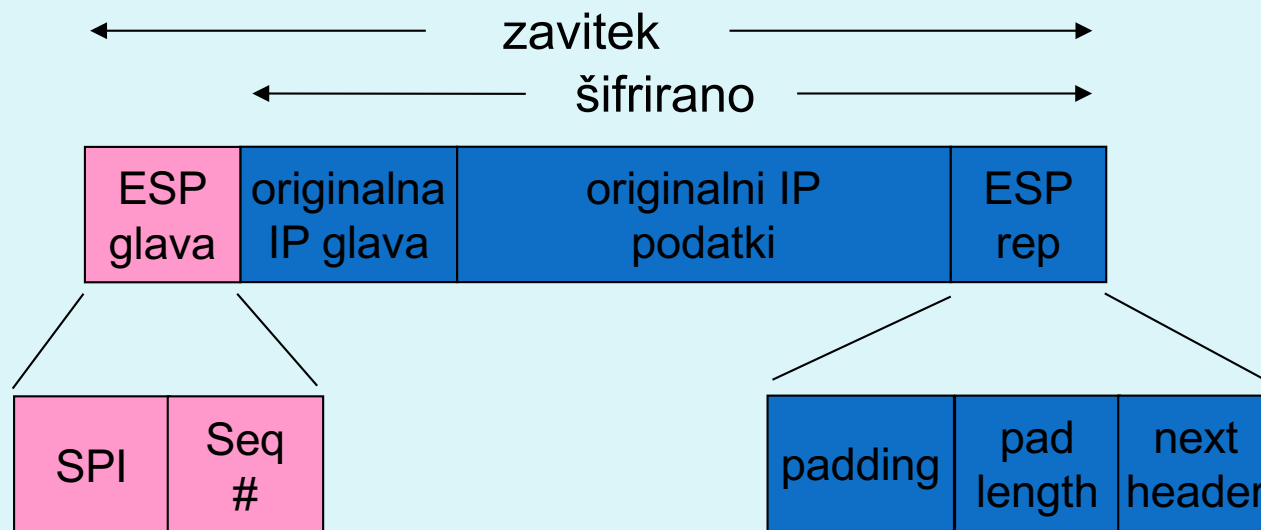 zavitek
šifrirano
ESP
glava
originalna
IP glava
originalni IP
podatki
ESP
rep
SPI
Seq
#
padding
pad
length
next
header